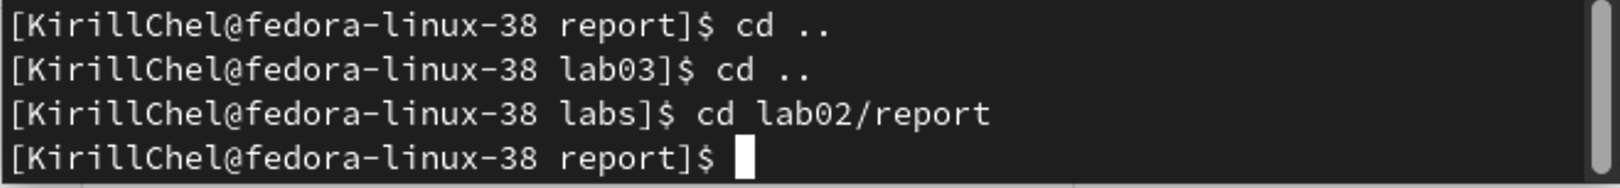 [KirillChel@fedora-linux-38 report]$ cd ..
[KirillChel@fedora-linux-38 lab03]$ cd ..
[KirillChel@fedora-linux-38 labs]$ cd lab02/report
[KirillChel@fedora-linux-38 report]$